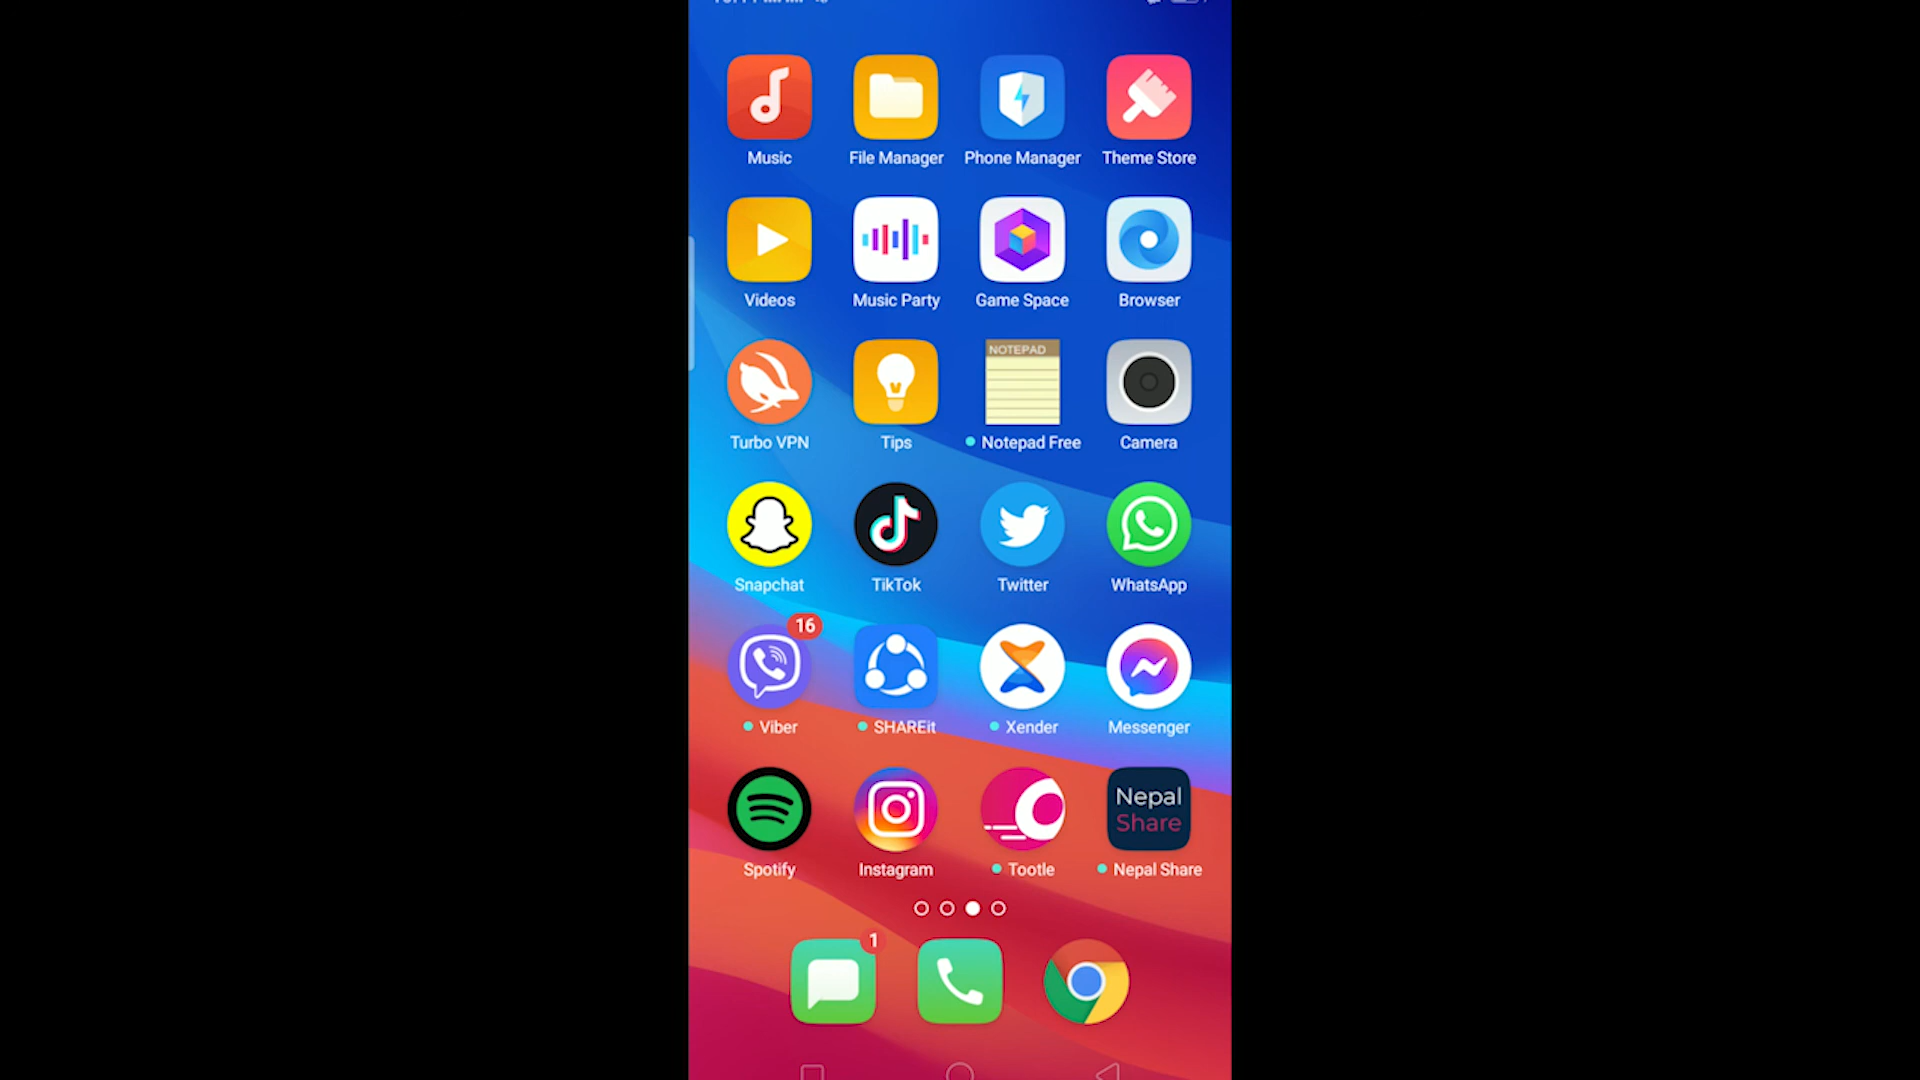 Music File Manager Phone Manager Theme Store
Videos Music Party Game Space Browser
NOTEPAD
Turbo VPN Tips Notepad Free Camera
Snapchat TikTok Twitter WhatsApp
16
Viber SHAREit Xender Messenger
Nepal
Share
Spotify Instagram Tootle Nepal Share
1